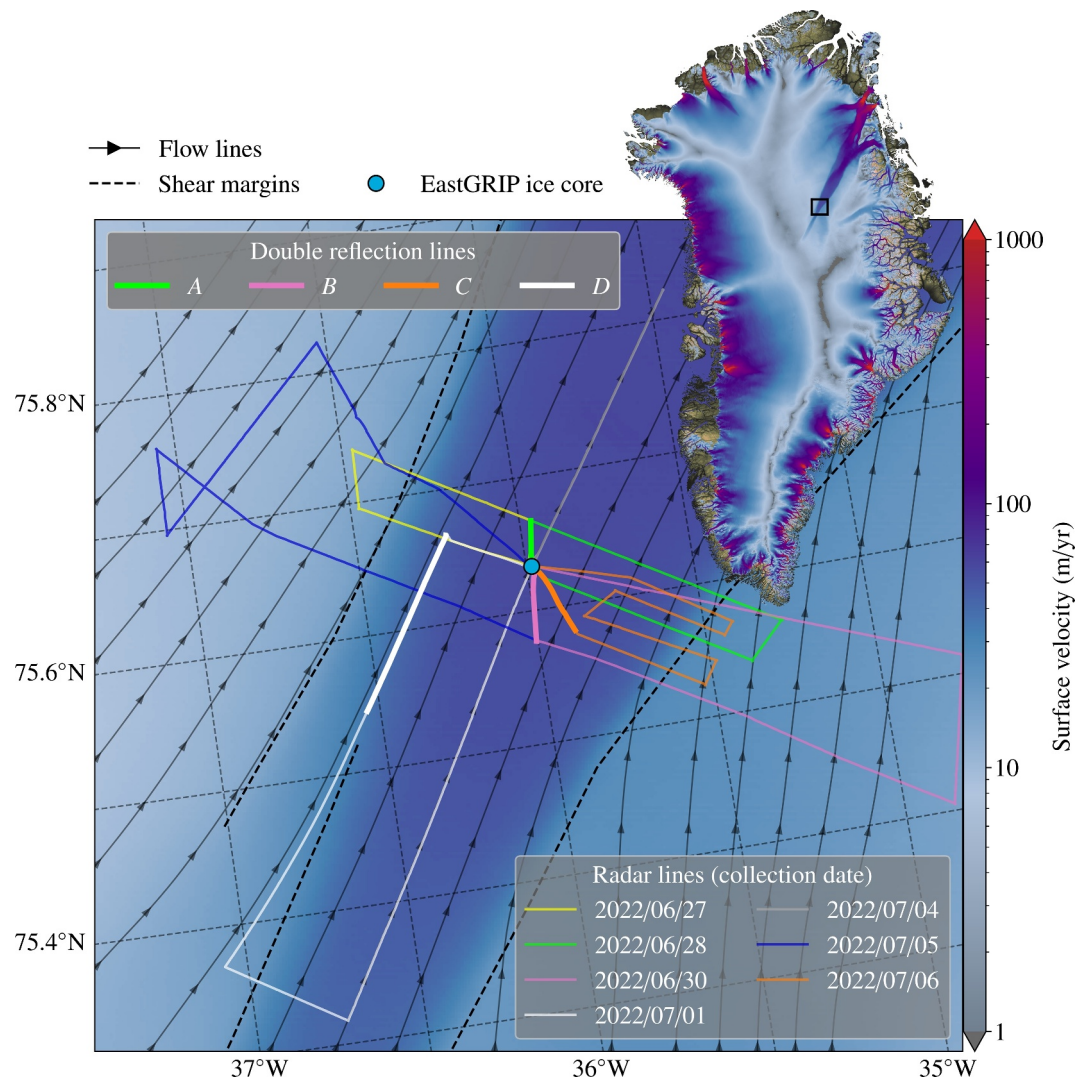 Flow lines
Shear margins
EastGRIP ice core
Double reflection lines
A B C D
1000
100
10
1
Surface velocity (m/yr)
75.8°N
75.6°N
75.4°N
Radar lines (collection date)
2022/06/27 2022/07/04
2022/06/28 2022/07/05
2022/06/30 2022/07/06
2022/07/01
37°W 36°W 35°W